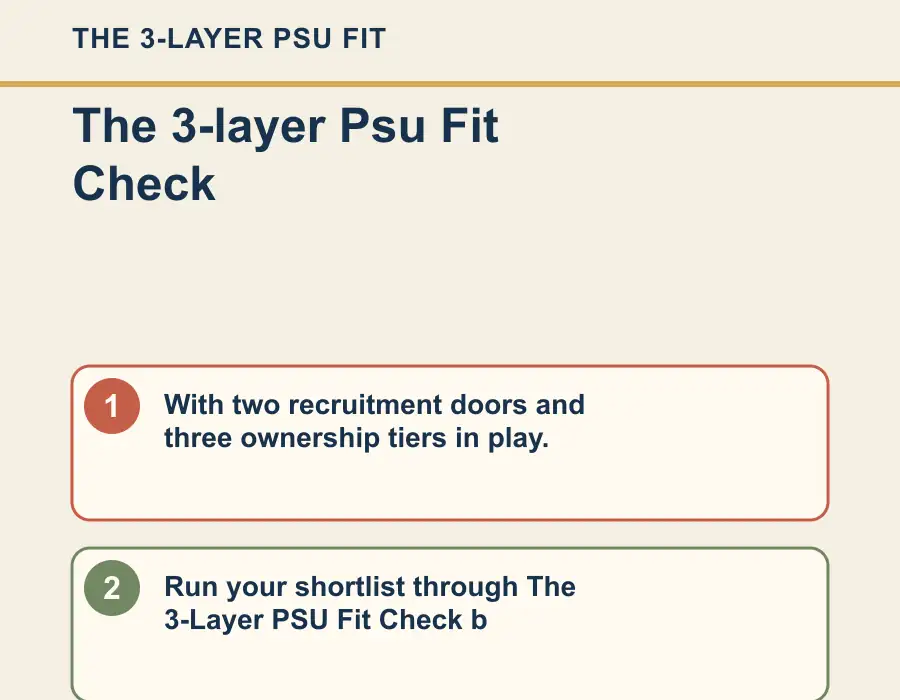 THE 3-LAYER PSU FIT
The 3-layer Psu Fit
Check
1
With two recruitment doors and
three ownership tiers in play.
2
Run your shortlist through The
3-Layer PSU Fit Check b